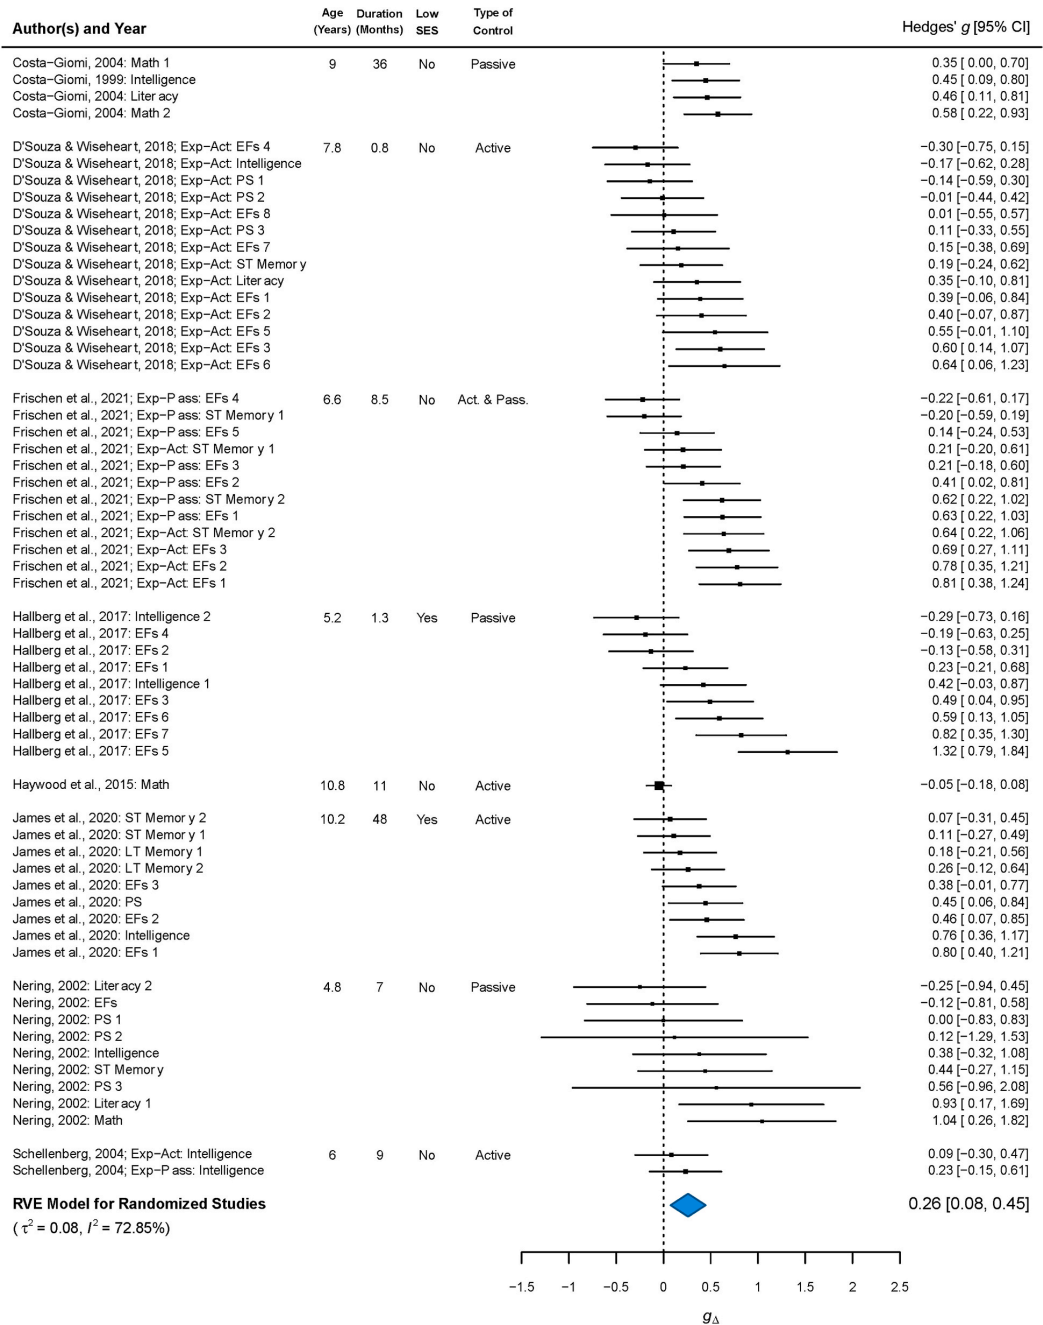 Author(s) and Year Age (Years) Duration (Months) Low SES Type of Control Hedges' g [95% CI]
Costa−Giomi, 2004: Math 1 9 36 No Passive 0.35 [ 0.00, 0.70]
Costa−Giomi, 1999: Intelligence 0.45 [ 0.09, 0.80]
Costa−Giomi, 2004: Literacy 0.46 [ 0.11, 0.81]
Costa−Giomi, 2004: Math 2 0.58 [ 0.22, 0.93]
D'Souza & Wiseheart, 2018; Exp−Act: EFs 4 7.8 0.8 No Active −0.30 [−0.75, 0.15]
D'Souza & Wiseheart, 2018; Exp−Act: Intelligence −0.17 [−0.62, 0.28]
D'Souza & Wiseheart, 2018; Exp−Act: PS 1 −0.14 [−0.59, 0.30]
D'Souza & Wiseheart, 2018; Exp−Act: PS 2 −0.01 [−0.44, 0.42]
D'Souza & Wiseheart, 2018; Exp−Act: EFs 8 0.01 [−0.55, 0.57]
D'Souza & Wiseheart, 2018; Exp−Act: PS 3 0.11 [−0.33, 0.55]
D'Souza & Wiseheart, 2018; Exp−Act: EFs 7 0.15 [−0.38, 0.69]
D'Souza & Wiseheart, 2018; Exp−Act: ST Memory 0.19 [−0.24, 0.62]
D'Souza & Wiseheart, 2018; Exp−Act: Literacy 0.35 [−0.10, 0.81]
D'Souza & Wiseheart, 2018; Exp−Act: EFs 1 0.39 [−0.06, 0.84]
D'Souza & Wiseheart, 2018; Exp−Act: EFs 2 0.40 [−0.07, 0.87]
D'Souza & Wiseheart, 2018; Exp−Act: EFs 5 0.55 [−0.01, 1.10]
D'Souza & Wiseheart, 2018; Exp−Act: EFs 3 0.60 [ 0.14, 1.07]
D'Souza & Wiseheart, 2018; Exp−Act: EFs 6 0.64 [ 0.06, 1.23]
Frischen et al., 2021; Exp−Pass: EFs 4 6.6 8.5 No Act. & Pass. −0.22 [−0.61, 0.17]
Frischen et al., 2021; Exp−Pass: ST Memory 1 −0.20 [−0.59, 0.19]
Frischen et al., 2021; Exp−Pass: EFs 5 0.14 [−0.24, 0.53]
Frischen et al., 2021; Exp−Act: ST Memory 1 0.21 [−0.20, 0.61]
Frischen et al., 2021; Exp−Pass: EFs 3 0.21 [−0.18, 0.60]
Frischen et al., 2021; Exp−Pass: EFs 2 0.41 [ 0.02, 0.81]
Frischen et al., 2021; Exp−Pass: ST Memory 2 0.62 [ 0.22, 1.02]
Frischen et al., 2021; Exp−Pass: EFs 1 0.63 [ 0.22, 1.03]
Frischen et al., 2021; Exp−Act: ST Memory 2 0.64 [ 0.22, 1.06]
Frischen et al., 2021; Exp−Act: EFs 3 0.69 [ 0.27, 1.11]
Frischen et al., 2021; Exp−Act: EFs 2 0.78 [ 0.35, 1.21]
Frischen et al., 2021; Exp−Act: EFs 1 0.81 [ 0.38, 1.24]
Hallberg et al., 2017: Intelligence 2 5.2 1.3 Yes Passive −0.29 [−0.73, 0.16]
Hallberg et al., 2017: EFs 4 −0.19 [−0.63, 0.25]
Hallberg et al., 2017: EFs 2 −0.13 [−0.58, 0.31]
Hallberg et al., 2017: EFs 1 0.23 [−0.21, 0.68]
Hallberg et al., 2017: Intelligence 1 0.42 [−0.03, 0.87]
Hallberg et al., 2017: EFs 3 0.49 [ 0.04, 0.95]
Hallberg et al., 2017: EFs 6 0.59 [ 0.13, 1.05]
Hallberg et al., 2017: EFs 7 0.82 [ 0.35, 1.30]
Hallberg et al., 2017: EFs 5 1.32 [ 0.79, 1.84]
Haywood et al., 2015: Math 10.8 11 No Active −0.05 [−0.18, 0.08]
James et al., 2020: ST Memory 2 10.2 48 Yes Active 0.07 [−0.31, 0.45]
James et al., 2020: ST Memory 1 0.11 [−0.27, 0.49]
James et al., 2020: LT Memory 1 0.18 [−0.21, 0.56]
James et al., 2020: LT Memory 2 0.26 [−0.12, 0.64]
James et al., 2020: EFs 3 0.38 [−0.01, 0.77]
James et al., 2020: PS 0.45 [ 0.06, 0.84]
James et al., 2020: EFs 2 0.46 [ 0.07, 0.85]
James et al., 2020: Intelligence 0.76 [ 0.36, 1.17]
James et al., 2020: EFs 1 0.80 [ 0.40, 1.21]
Nering, 2002: Literacy 2 4.8 7 No Passive −0.25 [−0.94, 0.45]
Nering, 2002: EFs −0.12 [−0.81, 0.58]
Nering, 2002: PS 1 0.00 [−0.83, 0.83]
Nering, 2002: PS 2 0.12 [−1.29, 1.53]
Nering, 2002: Intelligence 0.38 [−0.32, 1.08]
Nering, 2002: ST Memory 0.44 [−0.27, 1.15]
Nering, 2002: PS 3 0.56 [−0.96, 2.08]
Nering, 2002: Literacy 1 0.93 [ 0.17, 1.69]
Nering, 2002: Math 1.04 [ 0.26, 1.82]
Schellenberg, 2004; Exp−Act: Intelligence 6 9 No Active 0.09 [−0.30, 0.47]
Schellenberg, 2004; Exp−Pass: Intelligence 0.23 [−0.15, 0.61]
RVE Model for Randomized Studies 0.26 [0.08, 0.45]
( τ² = 0.08, I² = 72.85%)
−1.5 −1 −0.5 0 0.5 1 1.5 2 2.5
gΔ